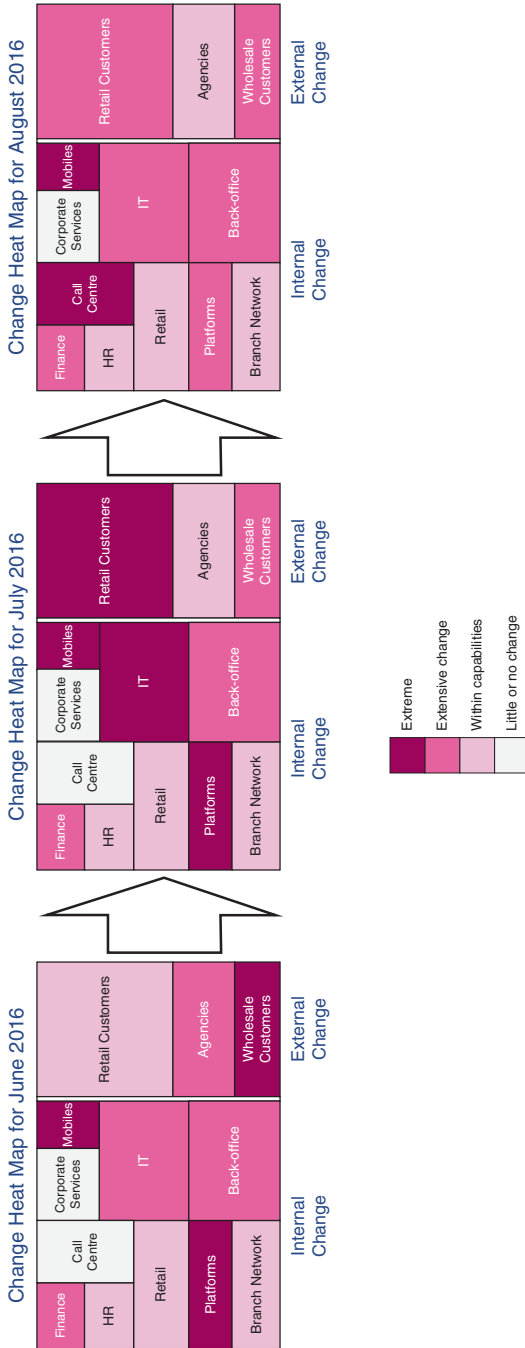 Change Heat Map for June 2016
Finance
HR
Call
Centre
Retail
Platforms
Branch Network
Corporate
Services
Mobiles
IT
Back-office
Retail Customers
Agencies
Wholesale
Customers
Internal
Change
External
Change
Change Heat Map for July 2016
Finance
HR
Call
Centre
Retail
Platforms
Branch Network
Corporate
Services
Mobiles
IT
Back-office
Retail Customers
Agencies
Wholesale
Customers
Internal
Change
External
Change
Change Heat Map for August 2016
Finance
HR
Call
Centre
Retail
Platforms
Branch Network
Corporate
Services
Mobiles
IT
Back-office
Retail Customers
Agencies
Wholesale
Customers
Internal
Change
External
Change
Extreme
Extensive change
Within capabilities
Little or no change